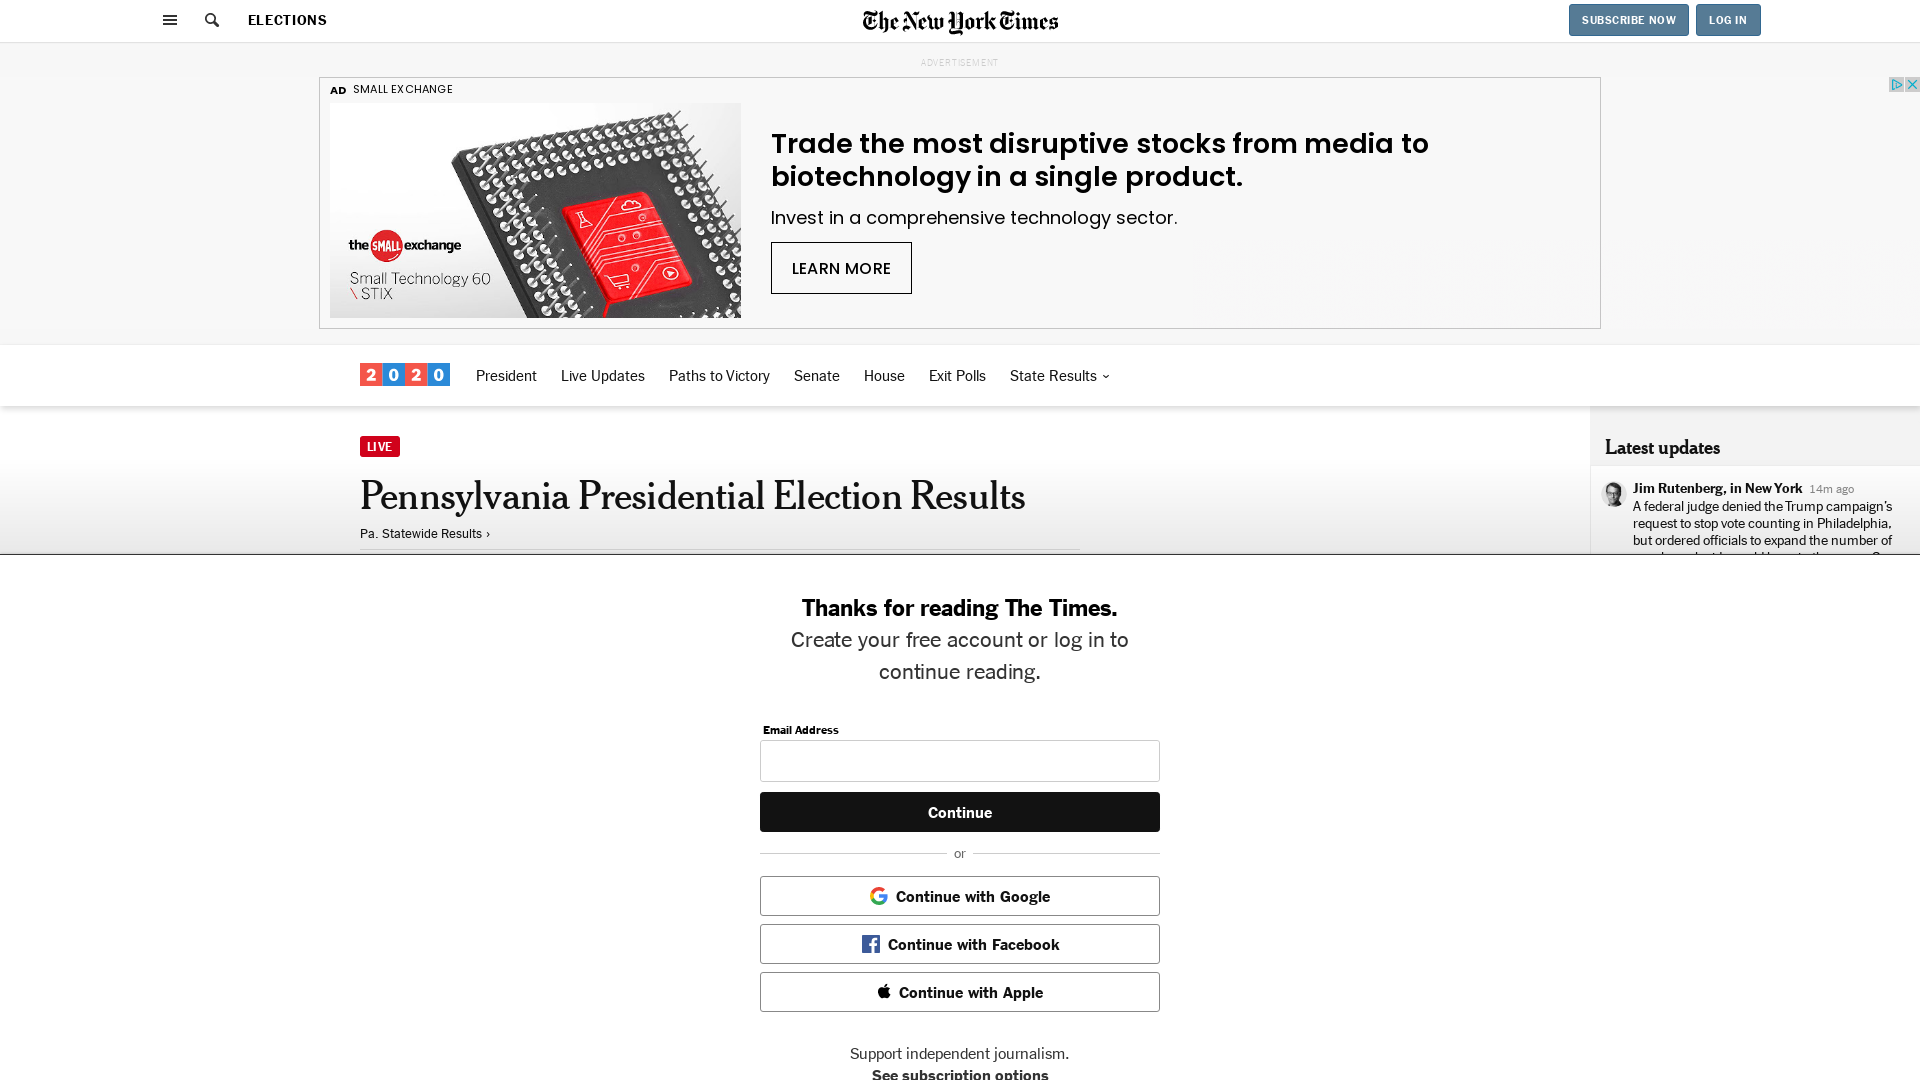 ELECTIONS
The New York Times
SUBSCRIBE NOW
LOG IN
ADVERTISEMENT
AD SMALL EXCHANGE
the SMALL exchange
Small Technology 60
\ STIX
Trade the most disruptive stocks from media to
biotechnology in a single product.
Invest in a comprehensive technology sector.
LEARN MORE
2020
President
Live Updates
Paths to Victory
Senate
House
Exit Polls
State Results
LIVE
Pennsylvania Presidential Election Results
Pa. Statewide Results ›
Latest updates
Jim Rutenberg, in New York 14m ago
A federal judge denied the Trump campaign’s
request to stop vote counting in Philadelphia,
but ordered officials to expand the number of
Thanks for reading The Times.
Create your free account or log in to
continue reading.
Email Address
Continue
or
Continue with Google
Continue with Facebook
Continue with Apple
Support independent journalism.
See subscription options